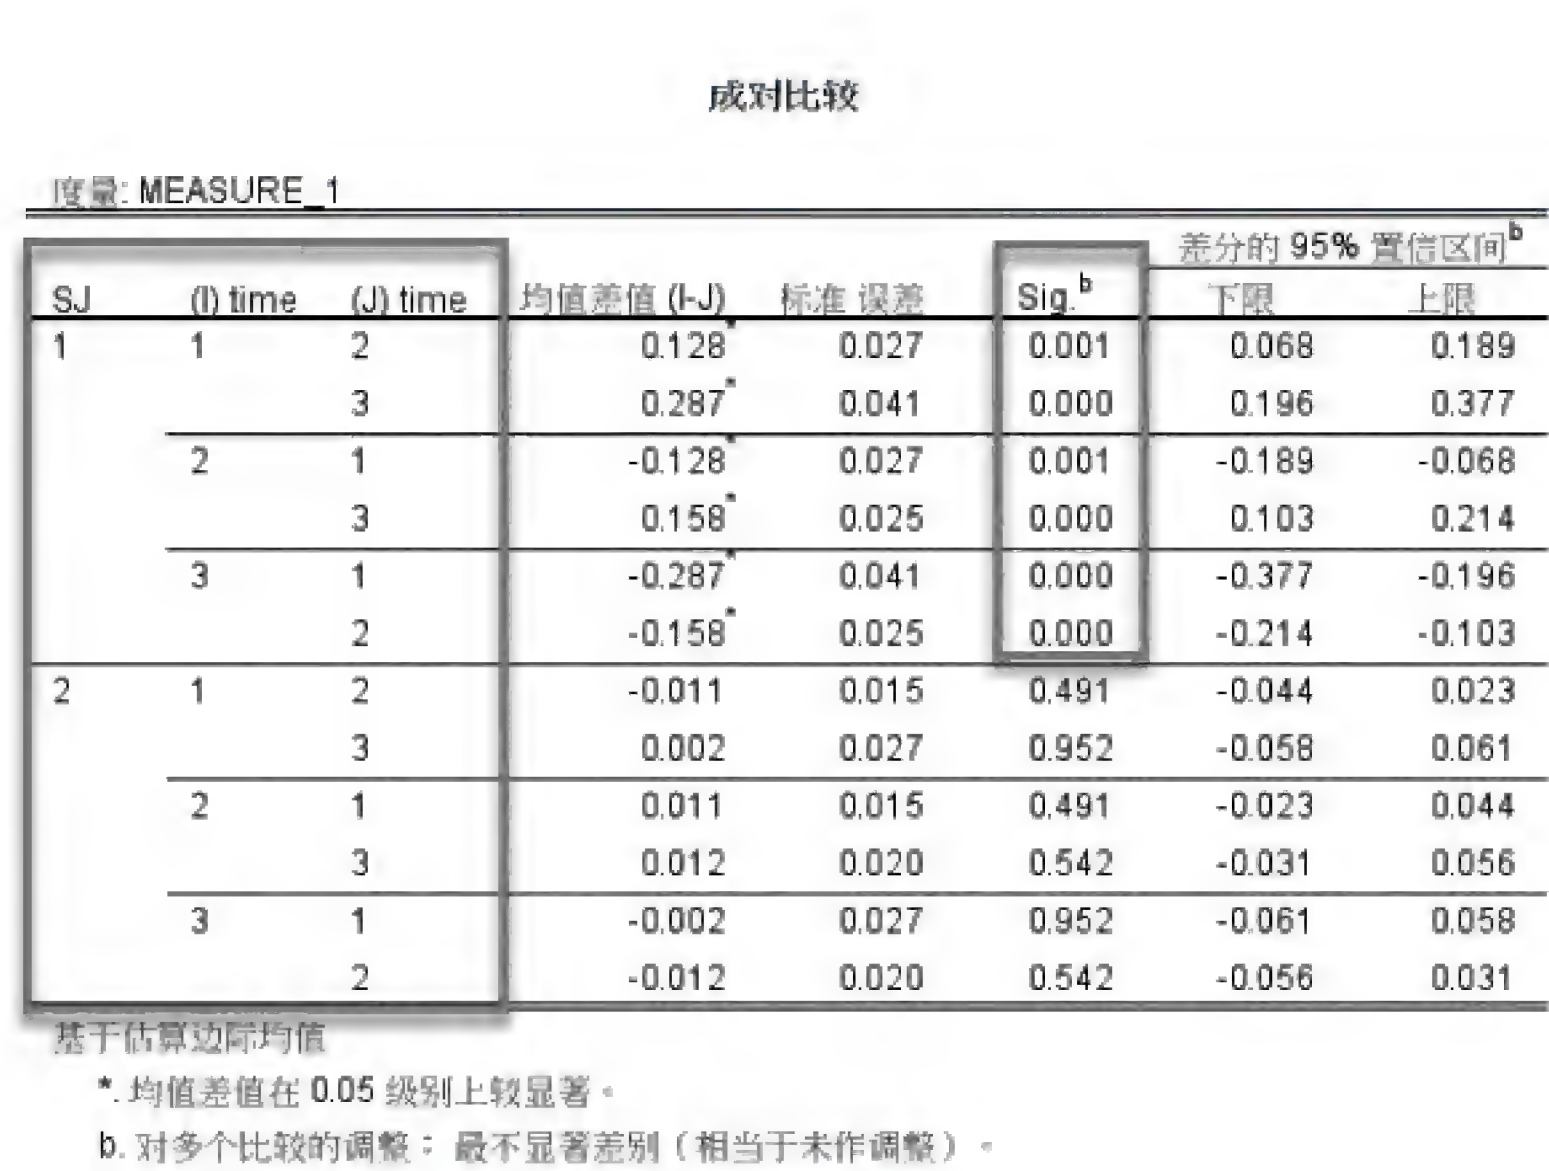 成对比较
度量: MEASURE_1
差分的 95% 置信区间b
SJ (I) time (J) time 均值差值 (I-J) 标准 误差 Sig.b 下限 上限
1 1 2 0.128* 0.027 0.001 0.068 0.189
3 0.287* 0.041 0.000 0.196 0.377
2 1 -0.128* 0.027 0.001 -0.189 -0.068
3 0.158* 0.025 0.000 0.103 0.214
3 1 -0.287* 0.041 0.000 -0.377 -0.196
2 -0.158* 0.025 0.000 -0.214 -0.103
2 1 2 -0.011 0.015 0.491 -0.044 0.023
3 0.002 0.027 0.952 -0.058 0.061
2 1 0.011 0.015 0.491 -0.023 0.044
3 0.012 0.020 0.542 -0.031 0.056
3 1 -0.002 0.027 0.952 -0.061 0.058
2 -0.012 0.020 0.542 -0.056 0.031
基于估算边际均值
*. 均值差值在 0.05 级别上较显著。
b. 对多个比较的调整：最不显著差别（相当于未作调整）。